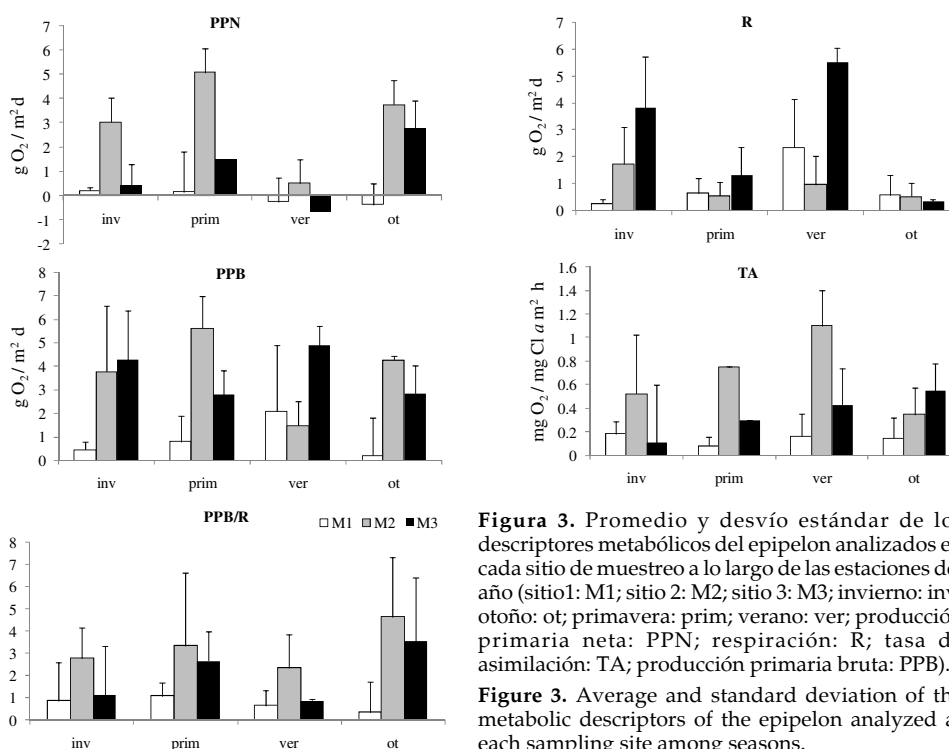 PPN
7
6
5
4
3
2
1
0
-1
-2
g O2 / m2 d
inv prim ver ot
R
7
6
5
4
3
2
1
0
g O2 / m2 d
inv prim ver ot
PPB
8
7
6
5
4
3
2
1
0
g O2 / m2 d
inv prim ver ot
TA
1.6
1.4
1.2
1
0.8
0.6
0.4
0.2
0
mg O2 / mg Cl a m2 h
inv prim ver ot
PPB/R
M1 M2 M3
8
7
6
5
4
3
2
1
0
inv prim ver ot
Figura 3. Promedio y desvío estándar de lo
descriptores metabólicos del epipelon analizados e
cada sitio de muestreo a lo largo de las estaciones de
año (sitio1: M1; sitio 2: M2; sitio 3: M3; invierno: inv
otoño: ot; primavera: prim; verano: ver; producció
primaria neta: PPN; respiración: R; tasa d
asimilación: TA; producción primaria bruta: PPB).
Figure 3. Average and standard deviation of th
metabolic descriptors of the epipelon analyzed a
each sampling site among seasons.